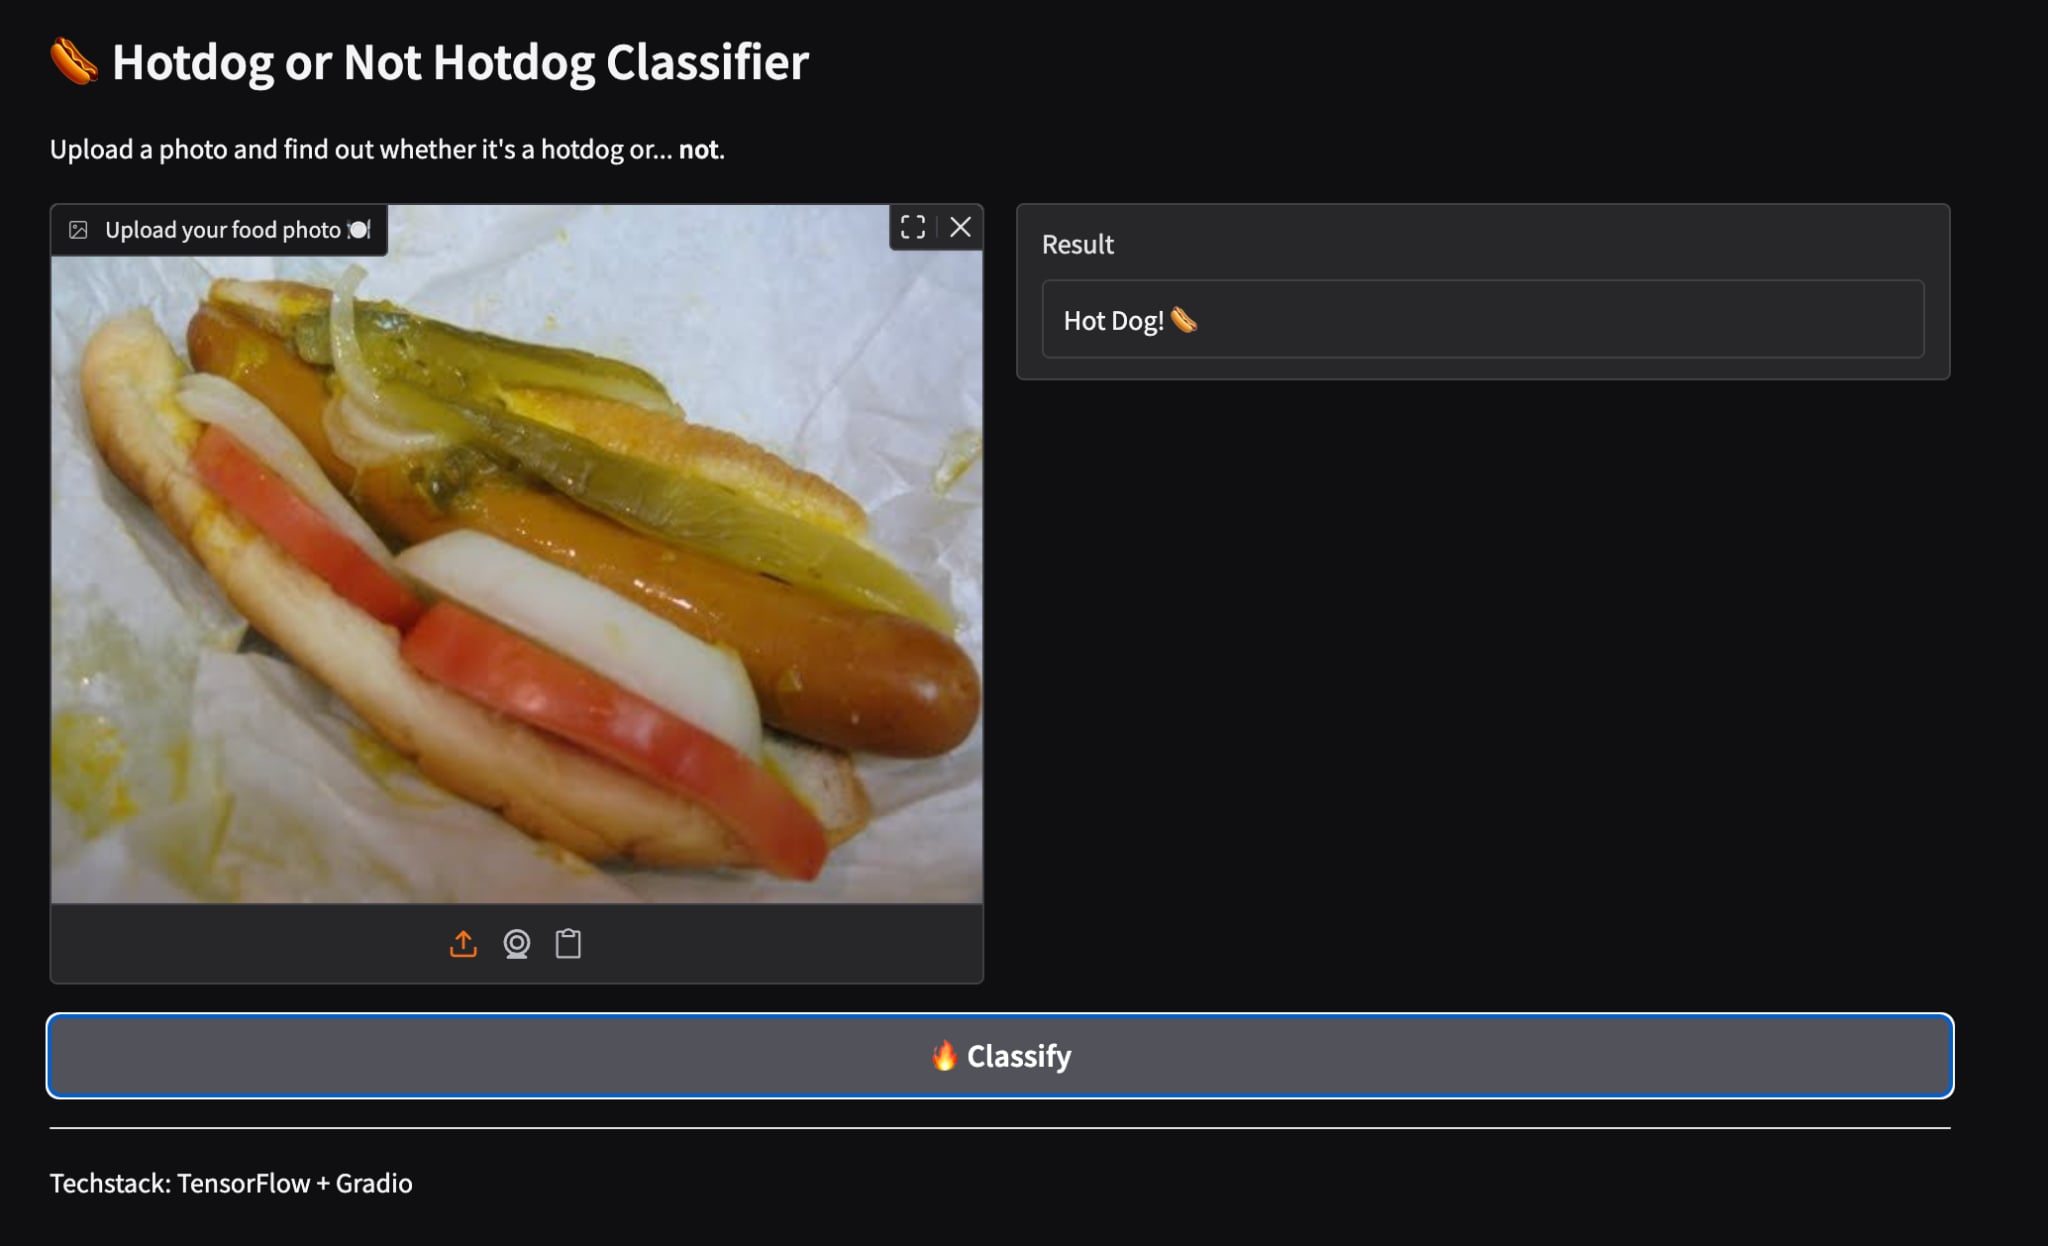 🌭 Hotdog or Not Hotdog Classifier
Upload a photo and find out whether it's a hotdog or... not.
Upload your food photo 🍽️
Result
Hot Dog! 🌭
🔥 Classify
Techstack: TensorFlow + Gradio